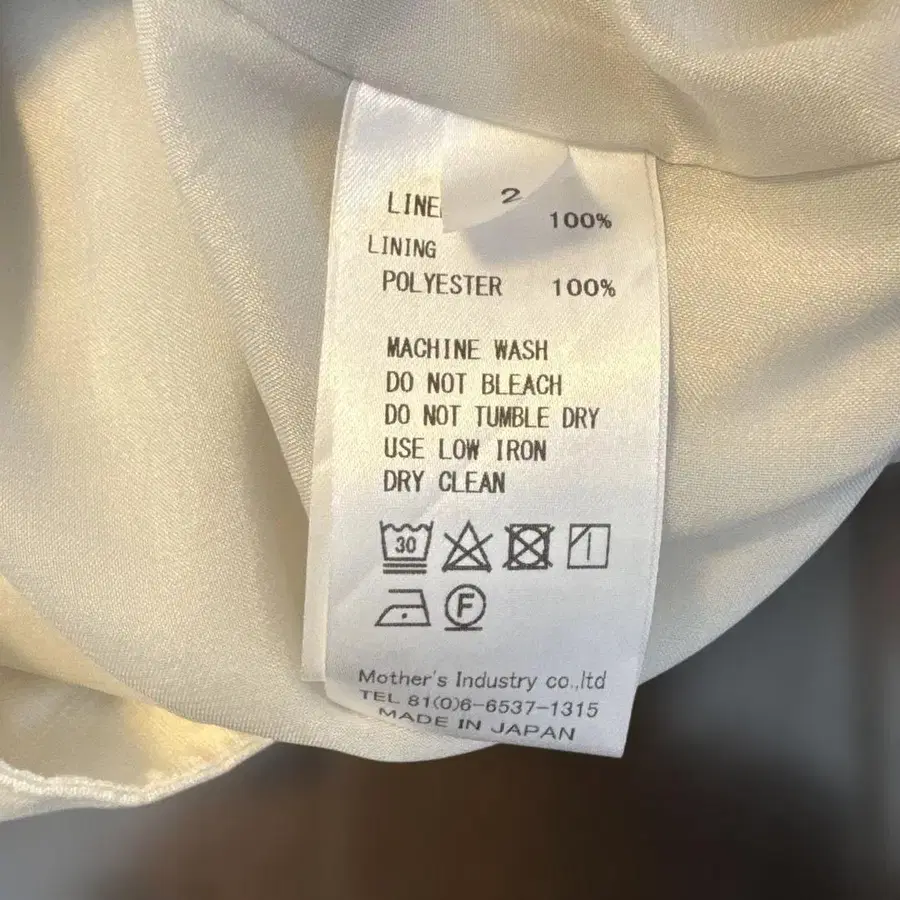 2
LINE 100%
LINING
POLYESTER 100%
MACHINE WASH
DO NOT BLEACH
DO NOT TUMBLE DRY
USE LOW IRON
DRY CLEAN
30
F
Mother's Industry co.,ltd
TEL 81(0)6-6537-1315
MADE IN JAPAN